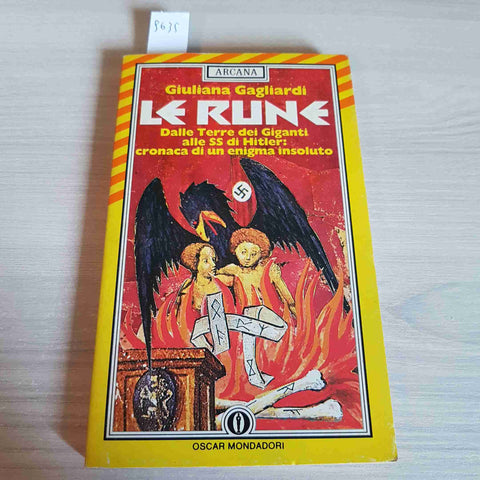 5635
ARCANA
Giuliana Gagliardi
LE RUNE
Dalle Terre dei Giganti
alle SS di Hitler:
cronaca di un enigma insoluto
OSCAR MONDADORI